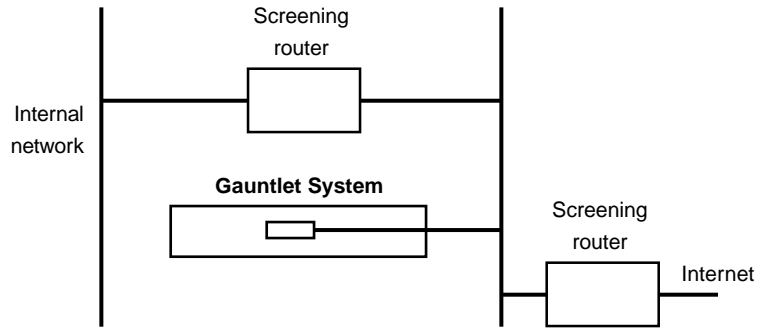 Screening
router
Internal
network
Gauntlet System
Screening
router
Internet